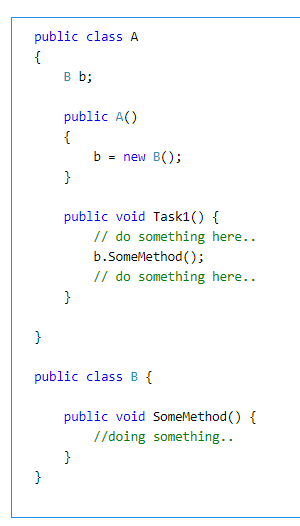 public class A
{
    B b;

    public A()
    {
        b = new B();
    }

    public void Task1() {
        // do something here..
        b.SomeMethod();
        // do something here..
    }

}

public class B {

    public void SomeMethod() {
        //doing something..
    }
}